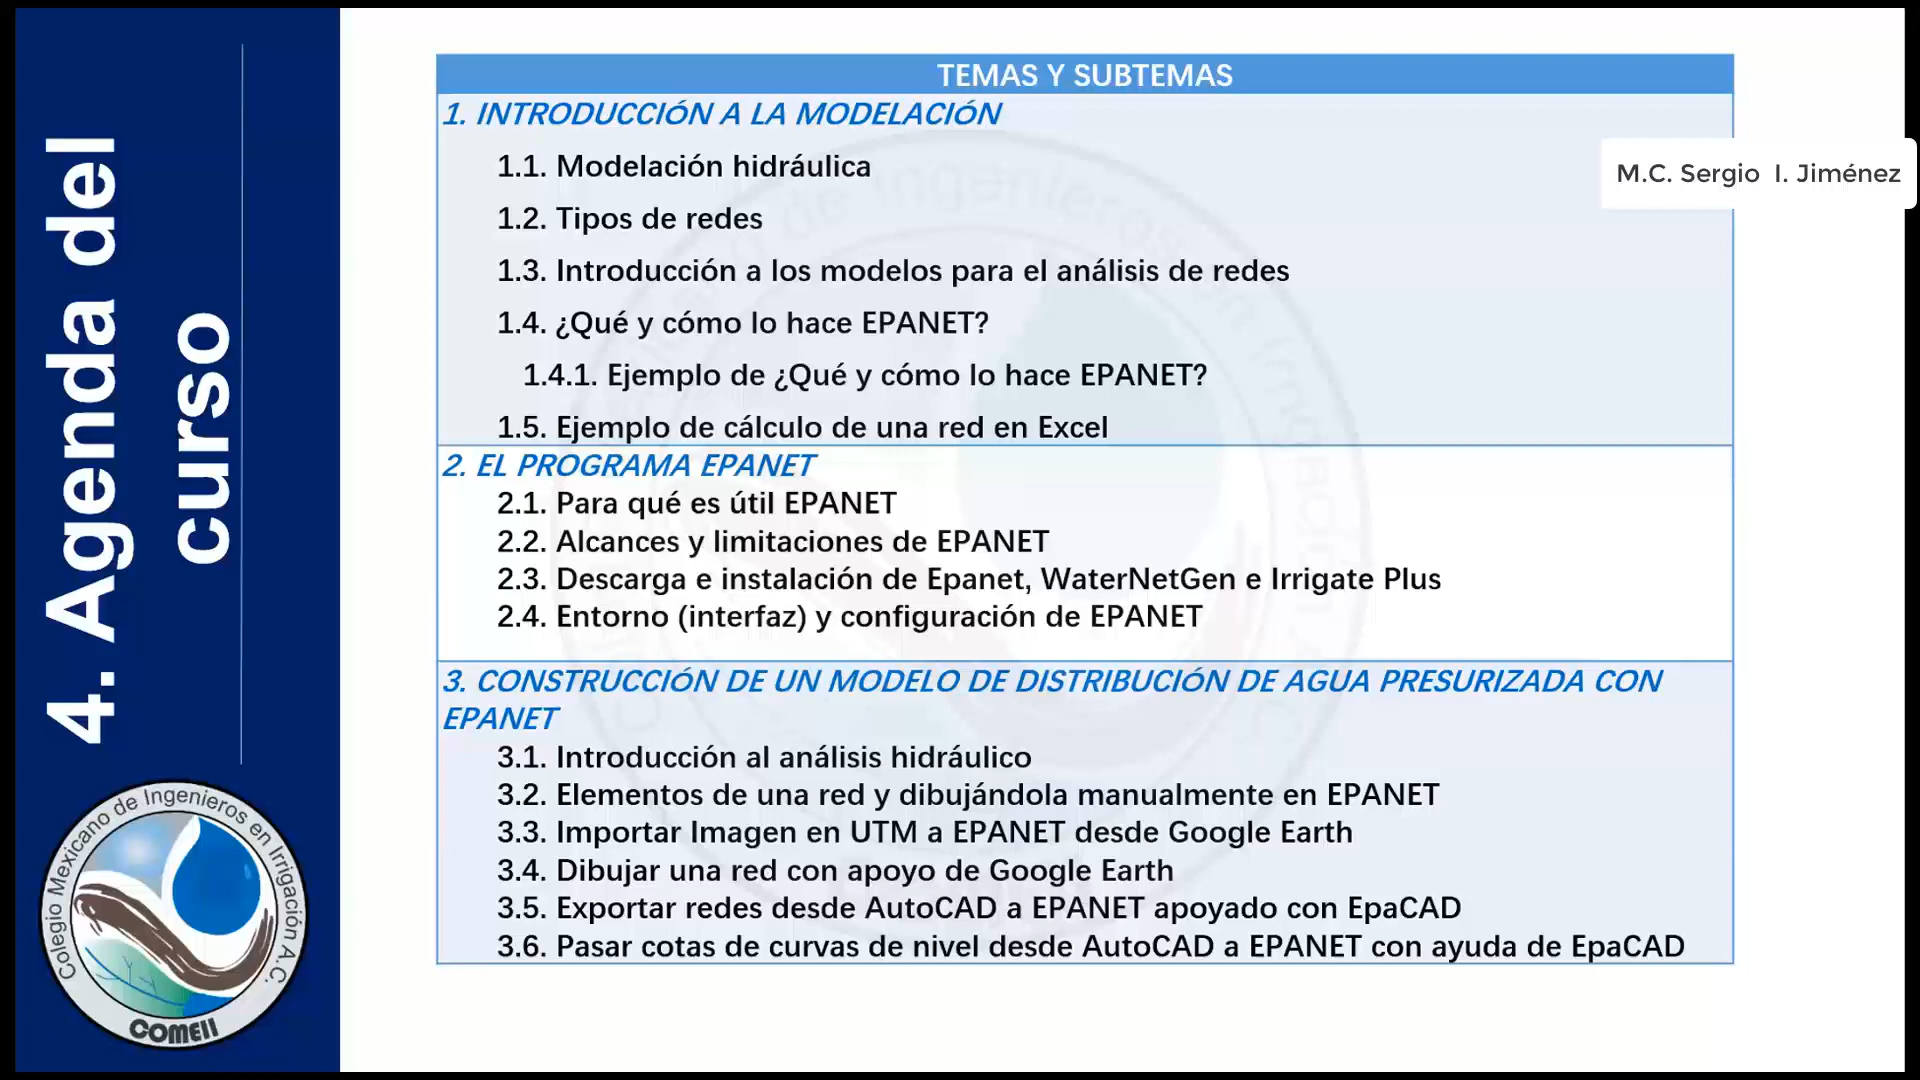 4. Agenda del
curso
TEMAS Y SUBTEMAS
1. INTRODUCCIÓN A LA MODELACIÓN
1.1. Modelación hidráulica
1.2. Tipos de redes
1.3. Introducción a los modelos para el análisis de redes
1.4. ¿Qué y cómo lo hace EPANET?
1.4.1. Ejemplo de ¿Qué y cómo lo hace EPANET?
1.5. Ejemplo de cálculo de una red en Excel
2. EL PROGRAMA EPANET
2.1. Para qué es útil EPANET
2.2. Alcances y limitaciones de EPANET
2.3. Descarga e instalación de Epanet, WaterNetGen e Irrigate Plus
2.4. Entorno (interfaz) y configuración de EPANET
3. CONSTRUCCIÓN DE UN MODELO DE DISTRIBUCIÓN DE AGUA PRESURIZADA CON
EPANET
3.1. Introducción al análisis hidráulico
3.2. Elementos de una red y dibujándola manualmente en EPANET
3.3. Importar Imagen en UTM a EPANET desde Google Earth
3.4. Dibujar una red con apoyo de Google Earth
3.5. Exportar redes desde AutoCAD a EPANET apoyado con EpaCAD
3.6. Pasar cotas de curvas de nivel desde AutoCAD a EPANET con ayuda de EpaCAD
M.C. Sergio I. Jiménez
Colegio Mexicano de Ingenieros en Irrigación A.C.
COMEII